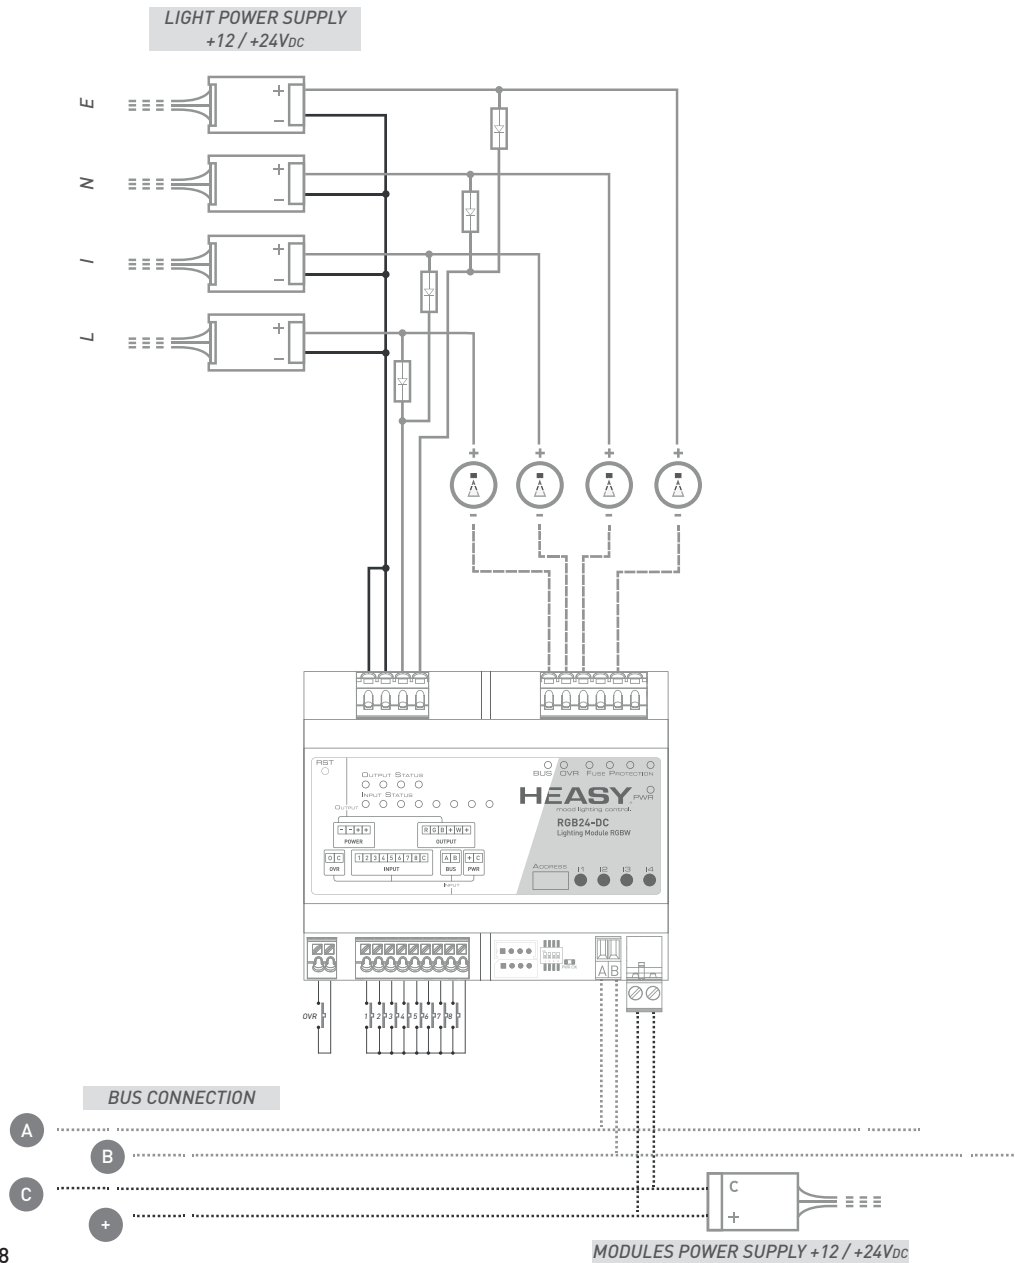 LIGHT POWER SUPPLY
+12 / +24VDC
E
+
−
N
+
−
I
+
−
L
+
−
+ + + +
- - - -
RST
OUTPUT STATUS
INPUT STATUS
OUTPUT
- - + +
POWER
R G B + W +
OUTPUT
O C
OVR
1 2 3 4 5 6 7 8 C
INPUT
A B
BUS
+ C
PWR
INPUT
BUS OVR FUSE PROTECTION
HEASY
mood lighting control.
PWR
RGB24-DC
Lighting Module RGBW
ADDRESS
I1 I2 I3 I4
A B
OVR
1 2 3 4 5 6 7 8
BUS CONNECTION
A
B
C
+
C
+
MODULES POWER SUPPLY +12 / +24VDC
8